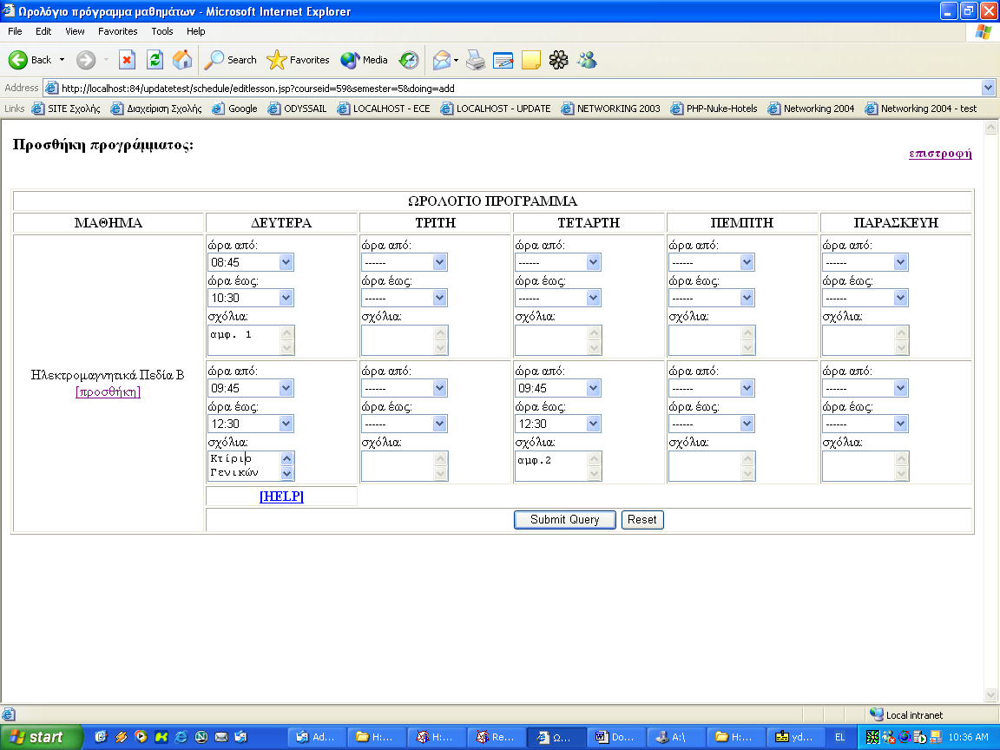 Ωρολόγιο πρόγραμμα μαθημάτων - Microsoft Internet Explorer
File Edit View Favorites Tools Help
Back Search Favorites Media
Address http://localhost:84/updatetest/schedule/editlesson.jsp?courseid=59&semester=5&doing=add
Links SITE Σχολής Διαχείριση Σχολής Google ODYSSAIL LOCALHOST - ECE LOCALHOST - UPDATE NETWORKING 2003 PHP-Nuke-Hotels Networking 2004 Networking 2004 - test
Προσθήκη προγράμματος:
επιστροφή
ΩΡΟΛΟΓΙΟ ΠΡΟΓΡΑΜΜΑ
ΜΑΘΗΜΑ ΔΕΥΤΕΡΑ ΤΡΙΤΗ ΤΕΤΑΡΤΗ ΠΕΜΠΤΗ ΠΑΡΑΣΚΕΥΗ
ώρα από: ώρα από: ώρα από: ώρα από: ώρα από:
08:45 ------ ------ ------ ------
ώρα έως: ώρα έως: ώρα έως: ώρα έως: ώρα έως:
10:30 ------ ------ ------ ------
σχόλια: σχόλια: σχόλια: σχόλια: σχόλια:
αμφ. 1
Ηλεκτρομαγνητικά Πεδία Β
[προσθήκη]
ώρα από: ώρα από: ώρα από: ώρα από: ώρα από:
09:45 ------ 09:45 ------ ------
ώρα έως: ώρα έως: ώρα έως: ώρα έως: ώρα έως:
12:30 ------ 12:30 ------ ------
σχόλια: σχόλια: σχόλια: σχόλια: σχόλια:
Κτίριο αμφ.2
Γενικών
[HELP]
Submit Query Reset
Local intranet
start Ad... H:... H:... Re... Ω... Do... A:\ H:... yd... EL 10:36 AM